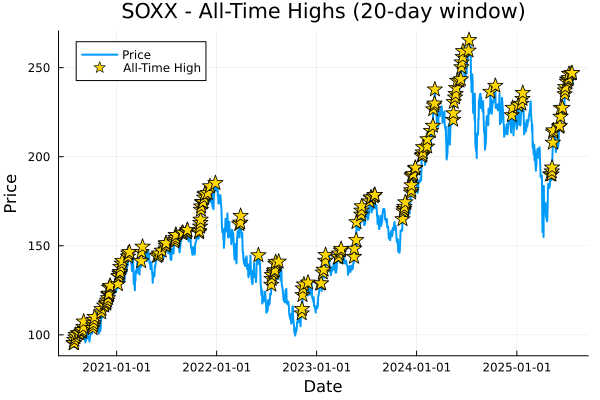 SOXX - All-Time Highs (20-day window)
Price
All-Time High
250
200
150
100
Price
2021-01-01
2022-01-01
2023-01-01
2024-01-01
2025-01-01
Date